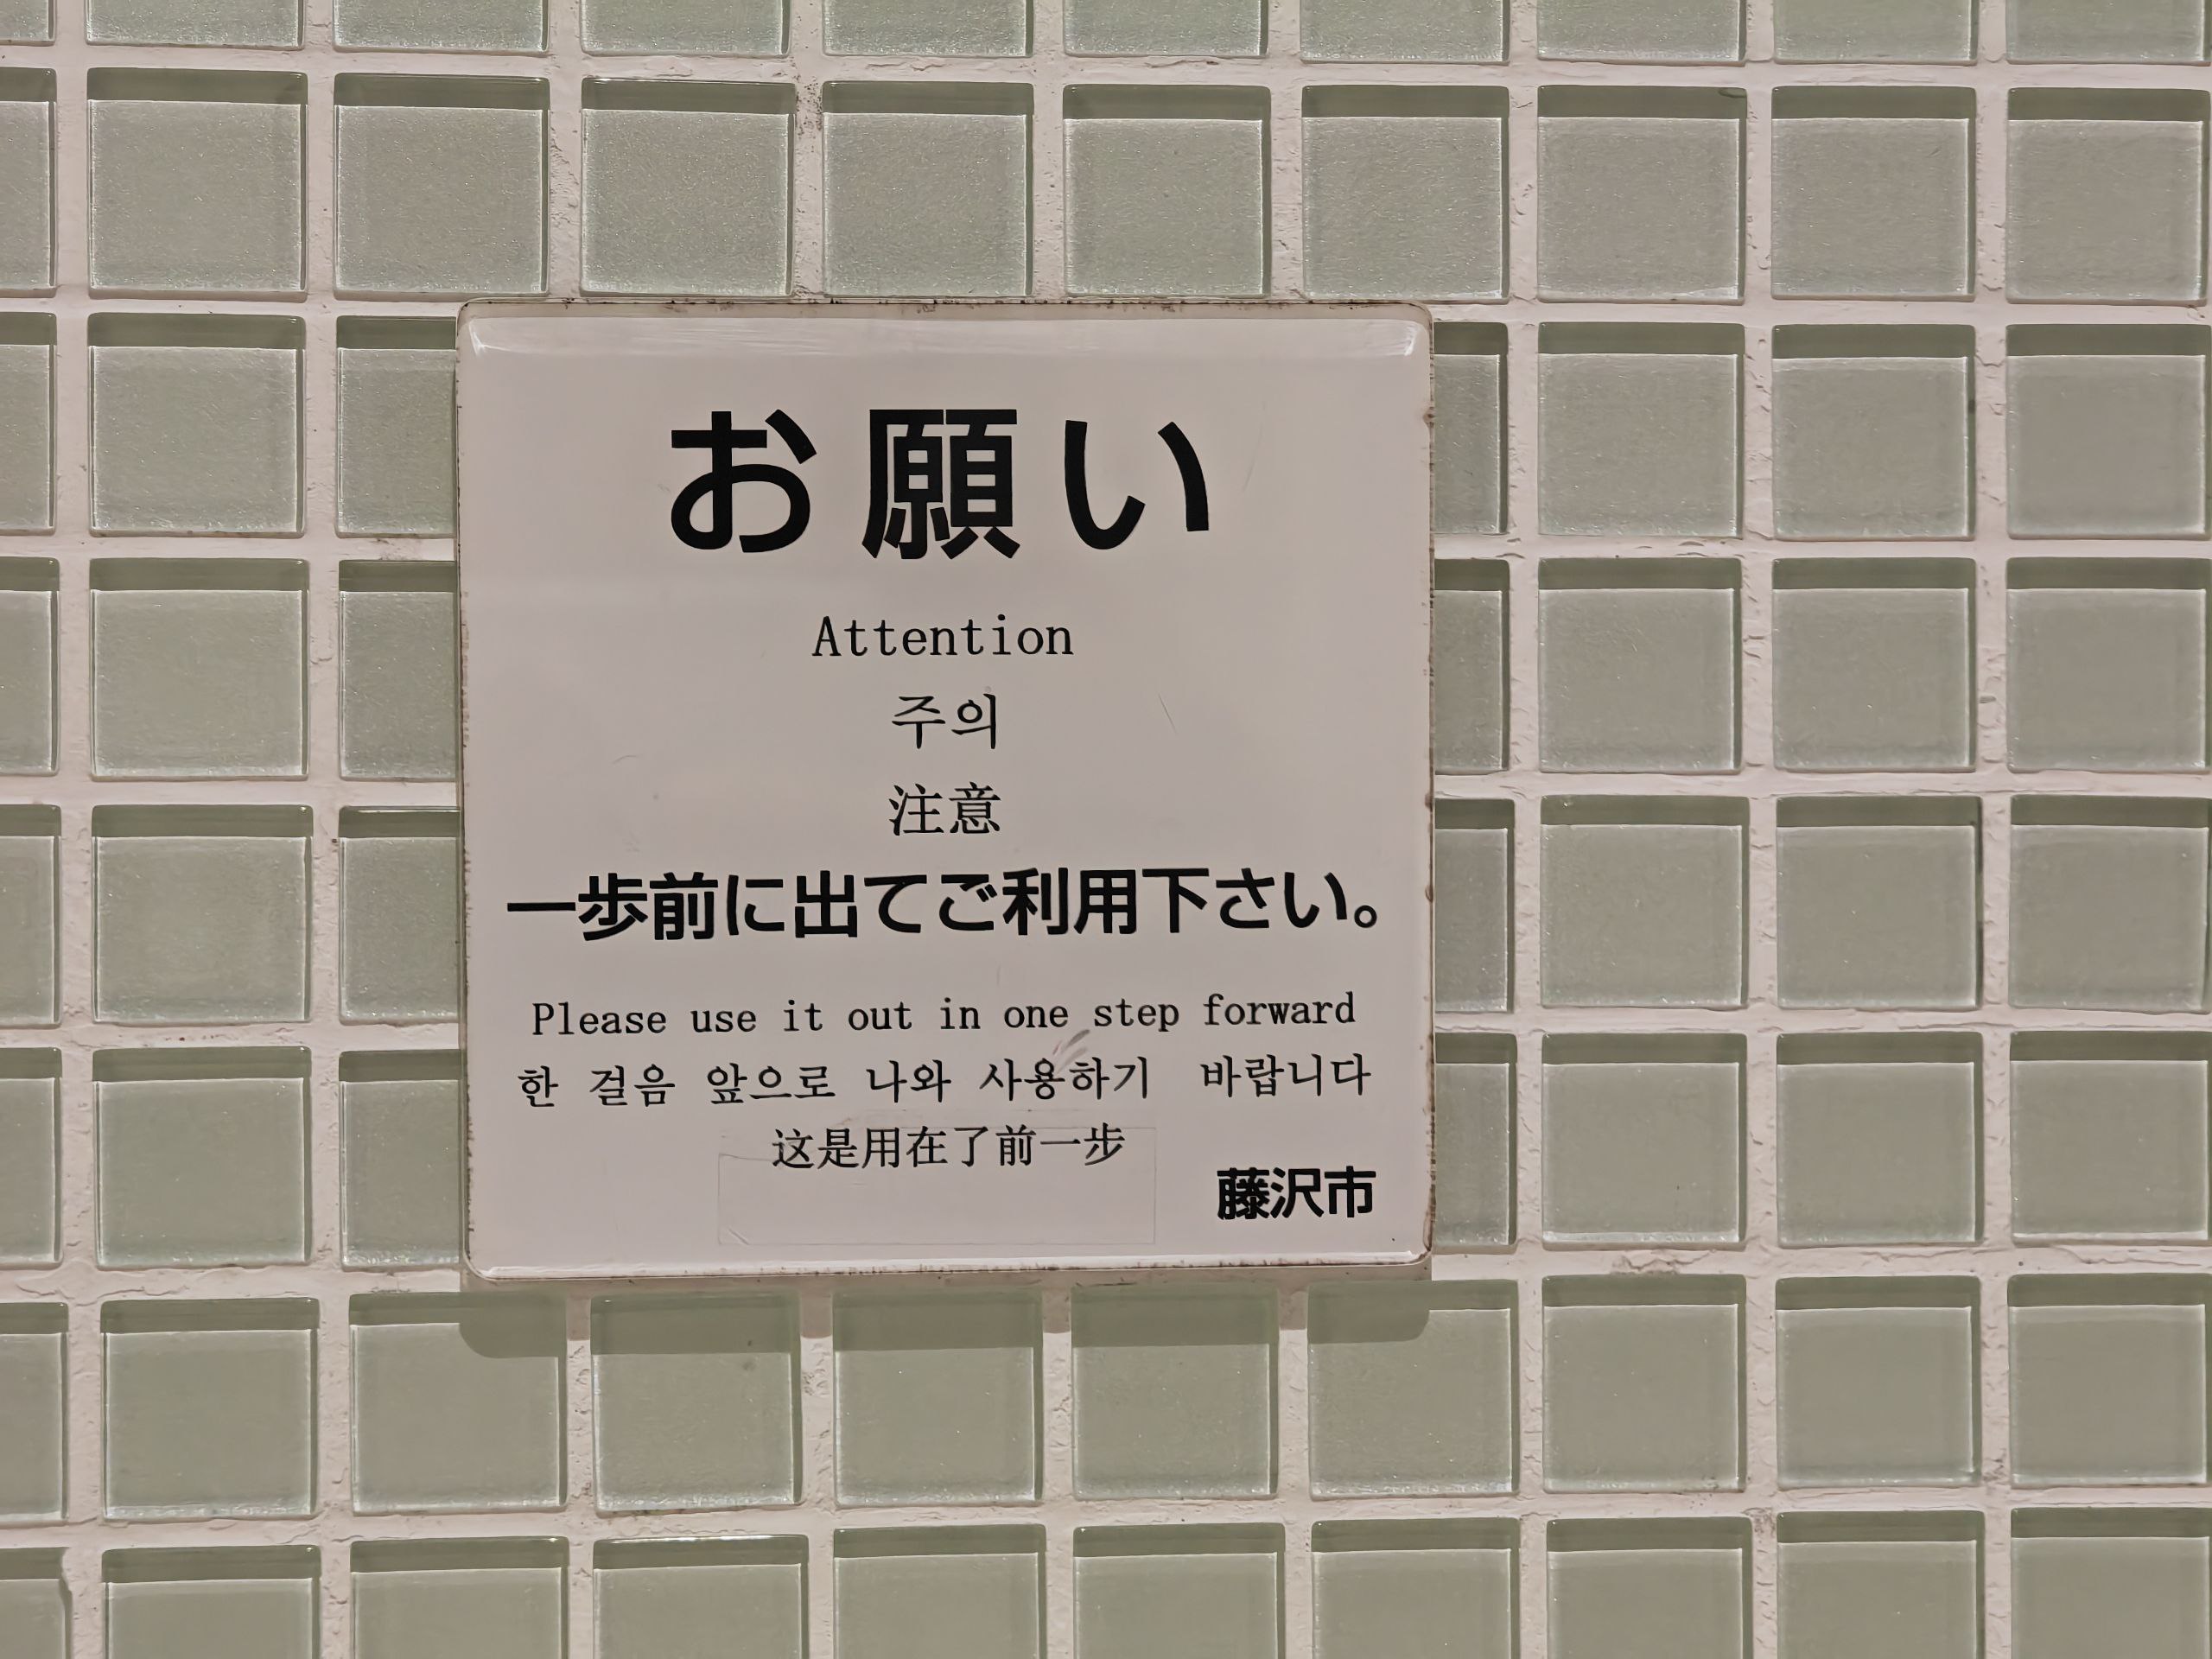 お願い
Attention
주의
注意
一歩前に出てご利用下さい。
Please use it out in one step forward
한 걸음 앞으로 나와 사용하기 바랍니다
这是用在了前一步
藤沢市